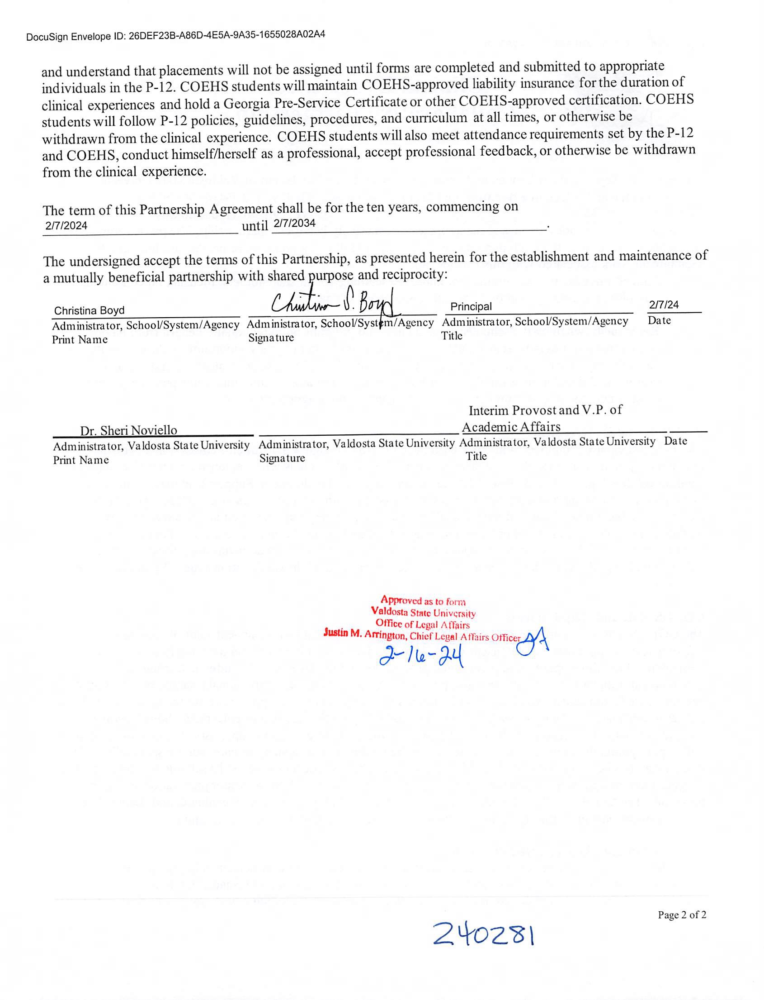 DocuSign Envelope ID: 26DEF23B-A86D-4E5A-9A35-1655028A02A4
and understand that placements will not be assigned until forms are completed and submitted to appropriate
individuals in the P-12. COEHS students will maintain COEHS-approved liability insurance for the duration of
clinical experiences and hold a Georgia Pre-Service Certificate or other COEHS-approved certification. COEHS
students will follow P-12 policies, guidelines, procedures, and curriculum at all times, or otherwise be
withdrawn from the clinical experience. COEHS students will also meet attendance requirements set by the P-12
and COEHS, conduct himself/herself as a professional, accept professional feedback, or otherwise be withdrawn
from the clinical experience.
The term of this Partnership Agreement shall be for the ten years, commencing on
2/7/2024 until 2/7/2034.
The undersigned accept the terms of this Partnership, as presented herein for the establishment and maintenance of
a mutually beneficial partnership with shared purpose and reciprocity:
Christina Boyd Christina S. Boyd Principal 2/7/24
Administrator, School/System/Agency Administrator, School/System/Agency Administrator, School/System/Agency Date
Print Name Signature Title
Interim Provost and V.P. of
Dr. Sheri Noviello Academic Affairs
Administrator, Valdosta State University Administrator, Valdosta State University Administrator, Valdosta State University Date
Print Name Signature Title
Approved as to form
Valdosta State University
Office of Legal Affairs
Justin M. Arrington, Chief Legal Affairs Officer JA
2-16-24
Page 2 of 2
240281